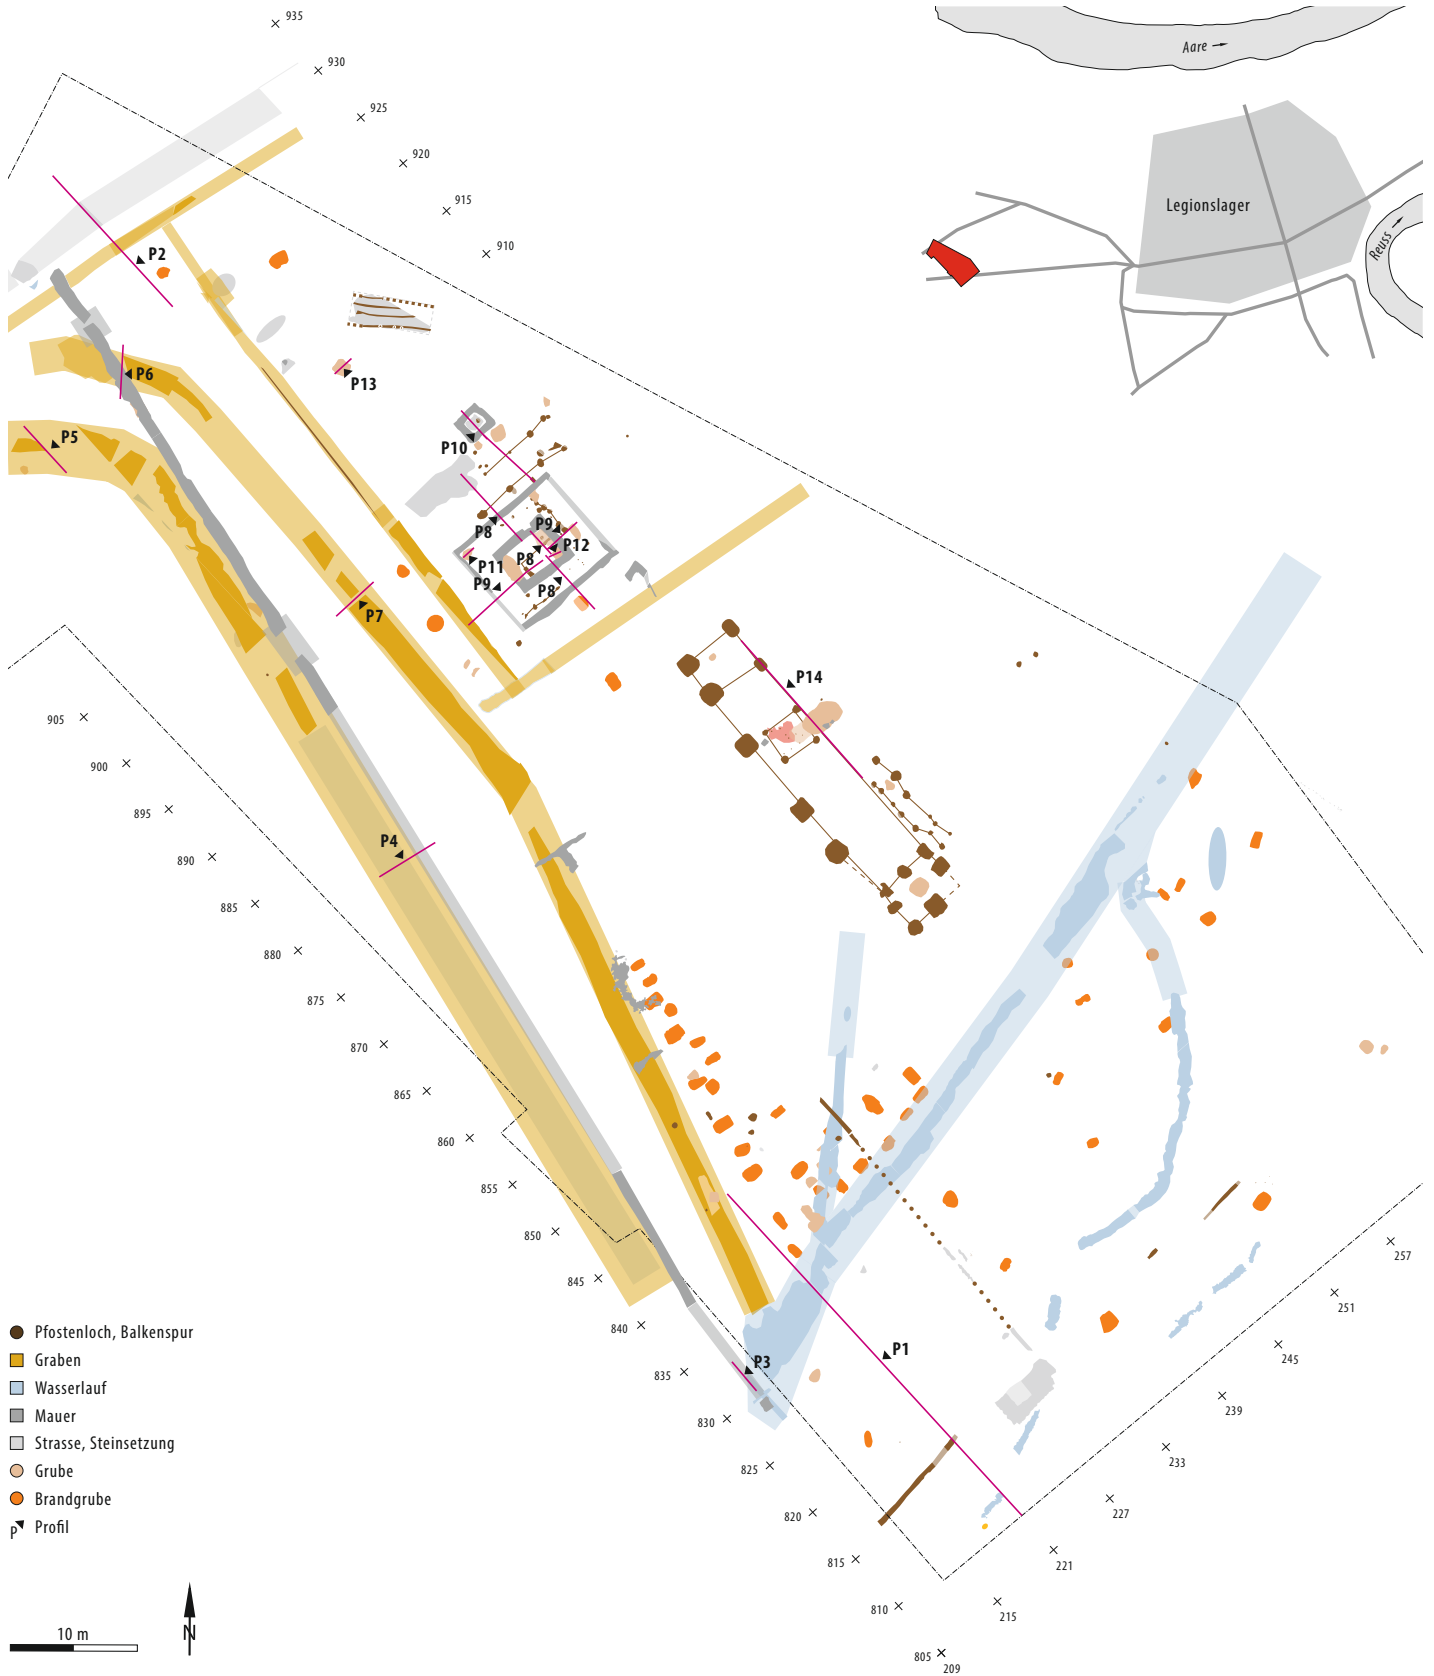 935
930
925
920
915
910
Aare
Legionslager
Reuss
P2
P6
P5
P13
P10
P8
P9
P12
P8
P11
P9
P8
P7
P14
P4
P1
P3
905
900
895
890
885
880
875
870
865
860
855
850
845
840
835
830
825
820
815
810
805
257
251
245
239
233
227
221
215
209
Pfostenloch, Balkenspur
Graben
Wasserlauf
Mauer
Strasse, Steinsetzung
Grube
Brandgrube
P Profil
10 m
N